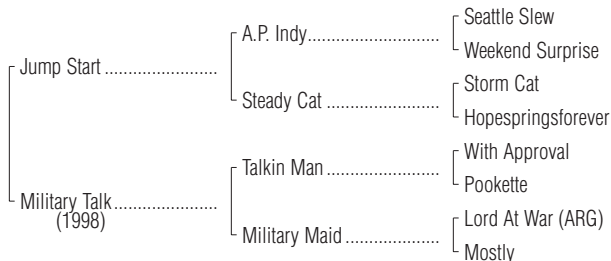 Seattle Slew
A.P. Indy......................................
Weekend Surprise
Jump Start ................................
Storm Cat
Steady Cat ................................
Hopespringsforever
With Approval
Talkin Man ................................
Pookette
Military Talk..............................
(1998)
Lord At War (ARG)
Military Maid ...........................
Mostly